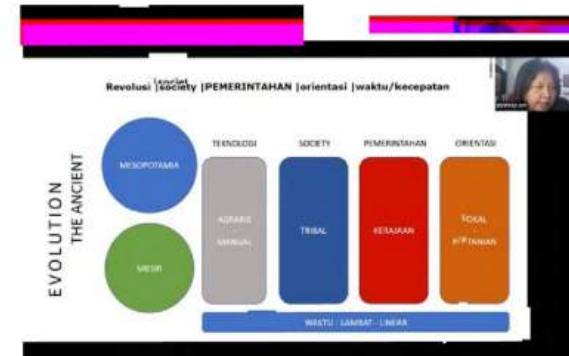 Revolusi |society |PEMERINTAHAN |orientasi |waktu/kecepatan
EVOLUTION
THE ANCIENT
MESOPOTAMIA
MESIR
TEKNOLOGI
SOCIETY
PEMERINTAHAN
ORIENTASI
AGRARIS
-
MANUAL
TRIBAL
KERAJAAN
LOKAL
-
PERTANIAN
WAKTU : LAMBAT - LINEAR